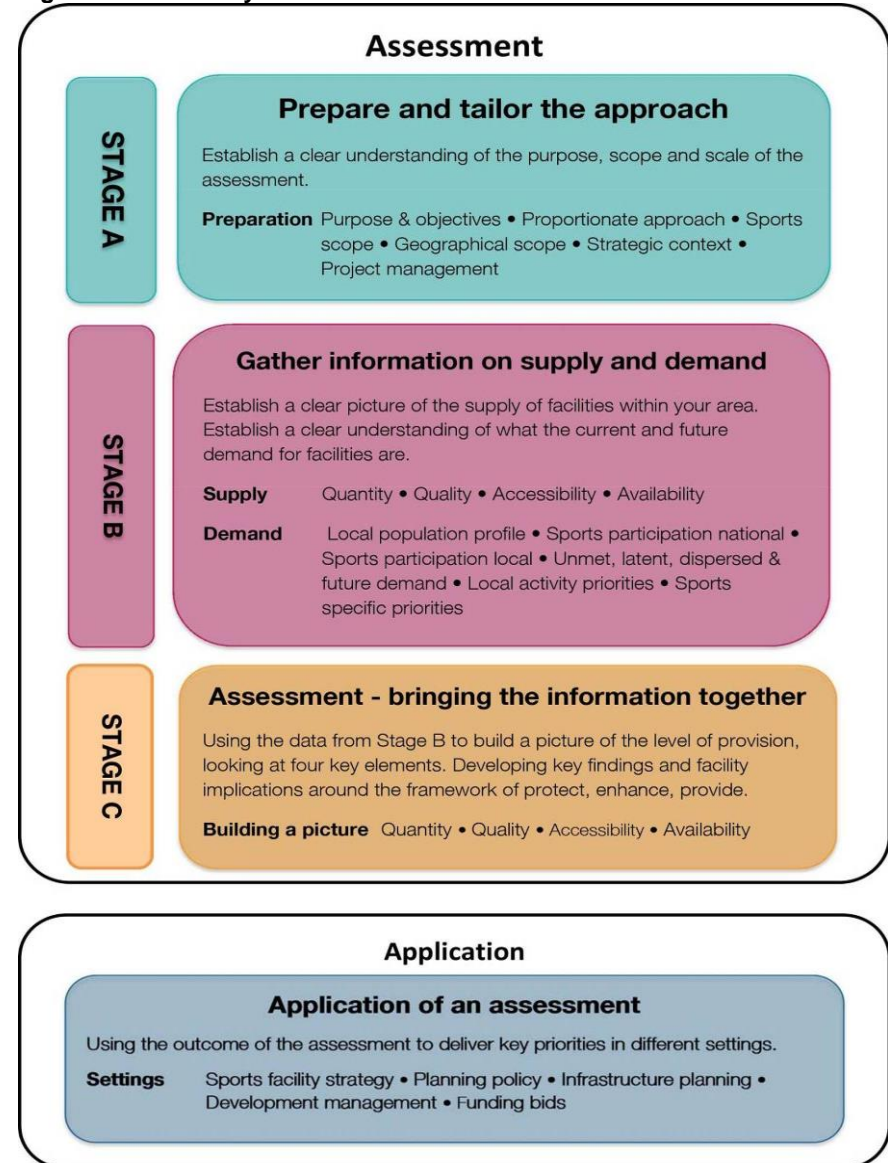 Assessment
STAGE A
Prepare and tailor the approach
Establish a clear understanding of the purpose, scope and scale of the
assessment.
Preparation Purpose & objectives • Proportionate approach • Sports
scope • Geographical scope • Strategic context •
Project management
STAGE B
Gather information on supply and demand
Establish a clear picture of the supply of facilities within your area.
Establish a clear understanding of what the current and future
demand for facilities are.
Supply Quantity • Quality • Accessibility • Availability
Demand Local population profile • Sports participation national •
Sports participation local • Unmet, latent, dispersed &
future demand • Local activity priorities • Sports
specific priorities
STAGE C
Assessment - bringing the information together
Using the data from Stage B to build a picture of the level of provision,
looking at four key elements. Developing key findings and facility
implications around the framework of protect, enhance, provide.
Building a picture Quantity • Quality • Accessibility • Availability
Application
Application of an assessment
Using the outcome of the assessment to deliver key priorities in different settings.
Settings Sports facility strategy • Planning policy • Infrastructure planning •
Development management • Funding bids